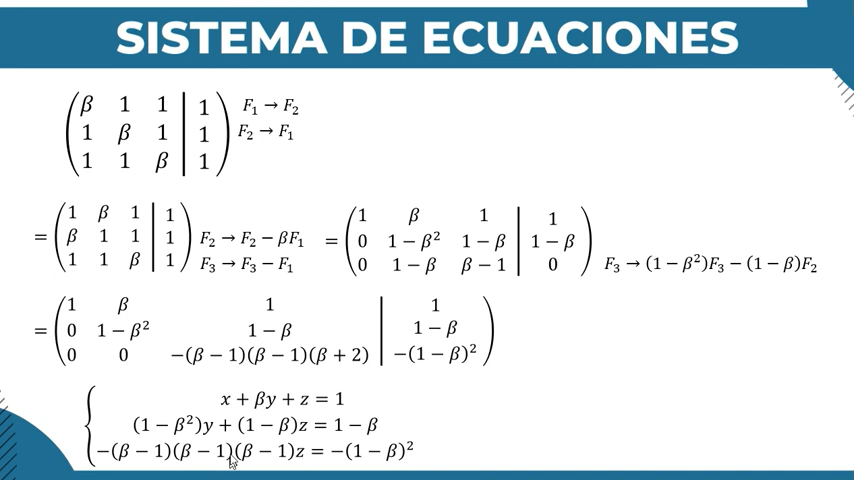 SISTEMA DE ECUACIONES
β 1 1 | 1 F₁ → F₂
1 β 1 | 1 F₂ → F₁
1 1 β | 1
= 1 β 1 | 1
β 1 1 | 1 F₂ → F₂ − βF₁
1 1 β | 1 F₃ → F₃ − F₁
= 1 β 1 | 1
0 1 − β² 1 − β | 1 − β
0 1 − β β − 1 | 0 F₃ → (1 − β²)F₃ − (1 − β)F₂
= 1 β 1 | 1
0 1 − β² 1 − β | 1 − β
0 0 −(β − 1)(β − 1)(β + 2) | −(1 − β)²
x + βy + z = 1
(1 − β²)y + (1 − β)z = 1 − β
−(β − 1)(β − 1)(β − 1)z = −(1 − β)²